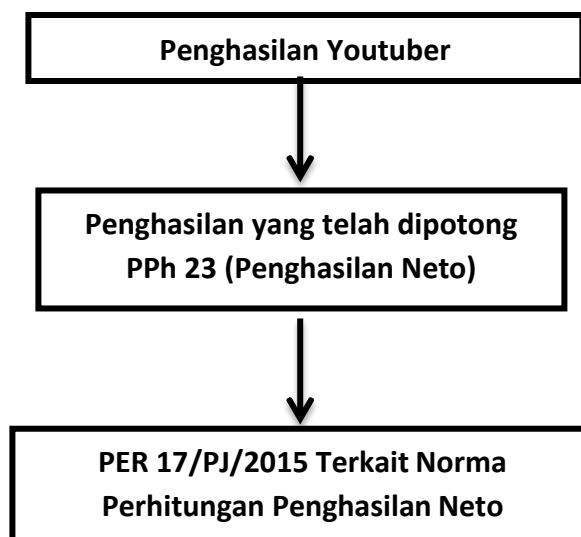 Penghasilan Youtuber
Penghasilan yang telah dipotong
PPh 23 (Penghasilan Neto)
PER 17/PJ/2015 Terkait Norma
Perhitungan Penghasilan Neto